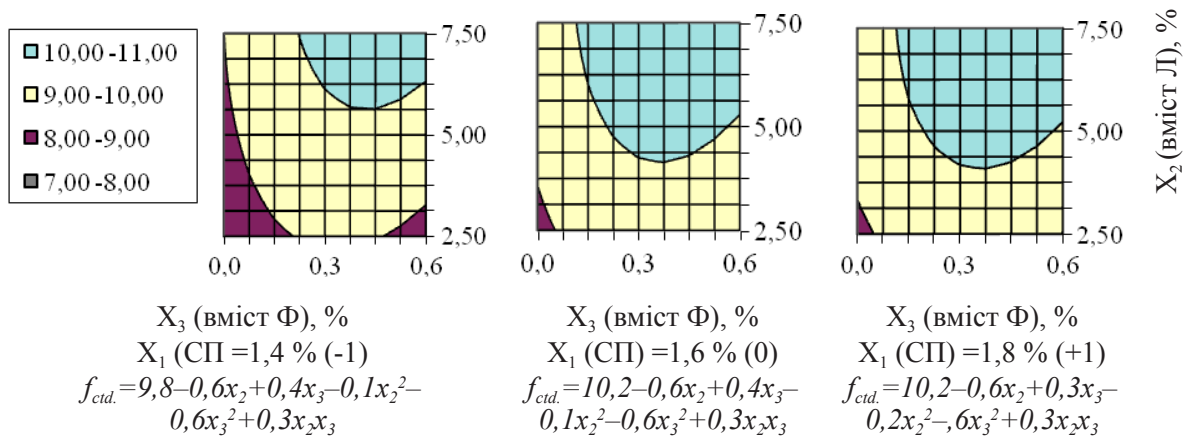 10,00-11,00
9,00-10,00
8,00-9,00
7,00-8,00
7,50
5,00
2,50
0,0 0,3 0,6
X₃ (вміст Ф), %
X₁ (СП =1,4 % (-1)
f_ctd.=9,8–0,6x₂+0,4x₃–0,1x₂²–
0,6x₃²+0,3x₂x₃
7,50
5,00
2,50
0,0 0,3 0,6
X₃ (вміст Ф), %
X₁ (СП) =1,6 % (0)
f_ctd.=10,2–0,6x₂+0,4x₃–
0,1x₂²–0,6x₃²+0,3x₂x₃
7,50
5,00
2,50
X₂ (вміст Л), %
0,0 0,3 0,6
X₃ (вміст Ф), %
X₁ (СП) =1,8 % (+1)
f_ctd.=10,2–0,6x₂+0,3x₃–
0,2x₂²–,6x₃²+0,3x₂x₃